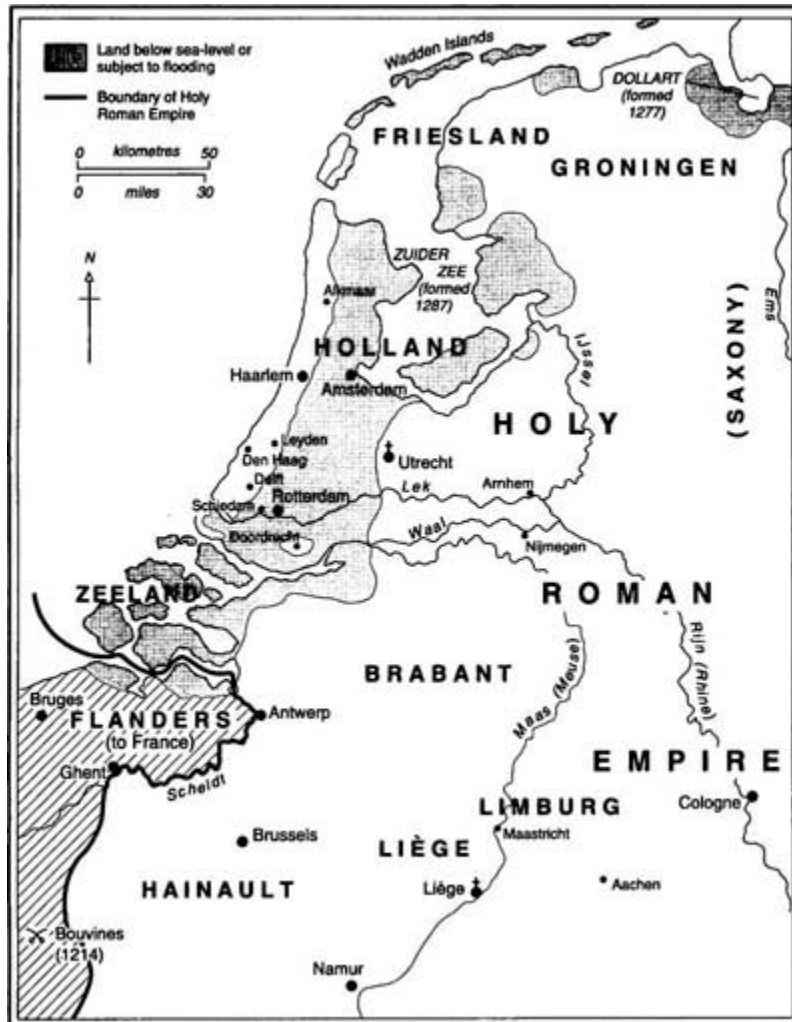 Land below sea-level or
subject to flooding
Boundary of Holy
Roman Empire
0 kilometres 50
0 miles 30
N
Wadden Islands
DOLLART
(formed
1277)
FRIESLAND
GRONINGEN
ZUIDER
ZEE
(formed
1287)
Alkmaar
HOLLAND
IJssel
Ems
(SAXONY)
Haarlem
Amsterdam
HOLY
Leyden
Den Haag
Utrecht
Delft
Lek
Arnhem
Schiedam
Rotterdam
Doordrecht
Waal
Nijmegen
ZEELAND
ROMAN
Rijn (Rhine)
BRABANT
Maas (Meuse)
Bruges
FLANDERS
(to France)
Antwerp
Ghent
Scheldt
EMPIRE
LIMBURG
Cologne
Brussels
Maastricht
LIÈGE
HAINAULT
Liège
Aachen
Bouvines
(1214)
Namur